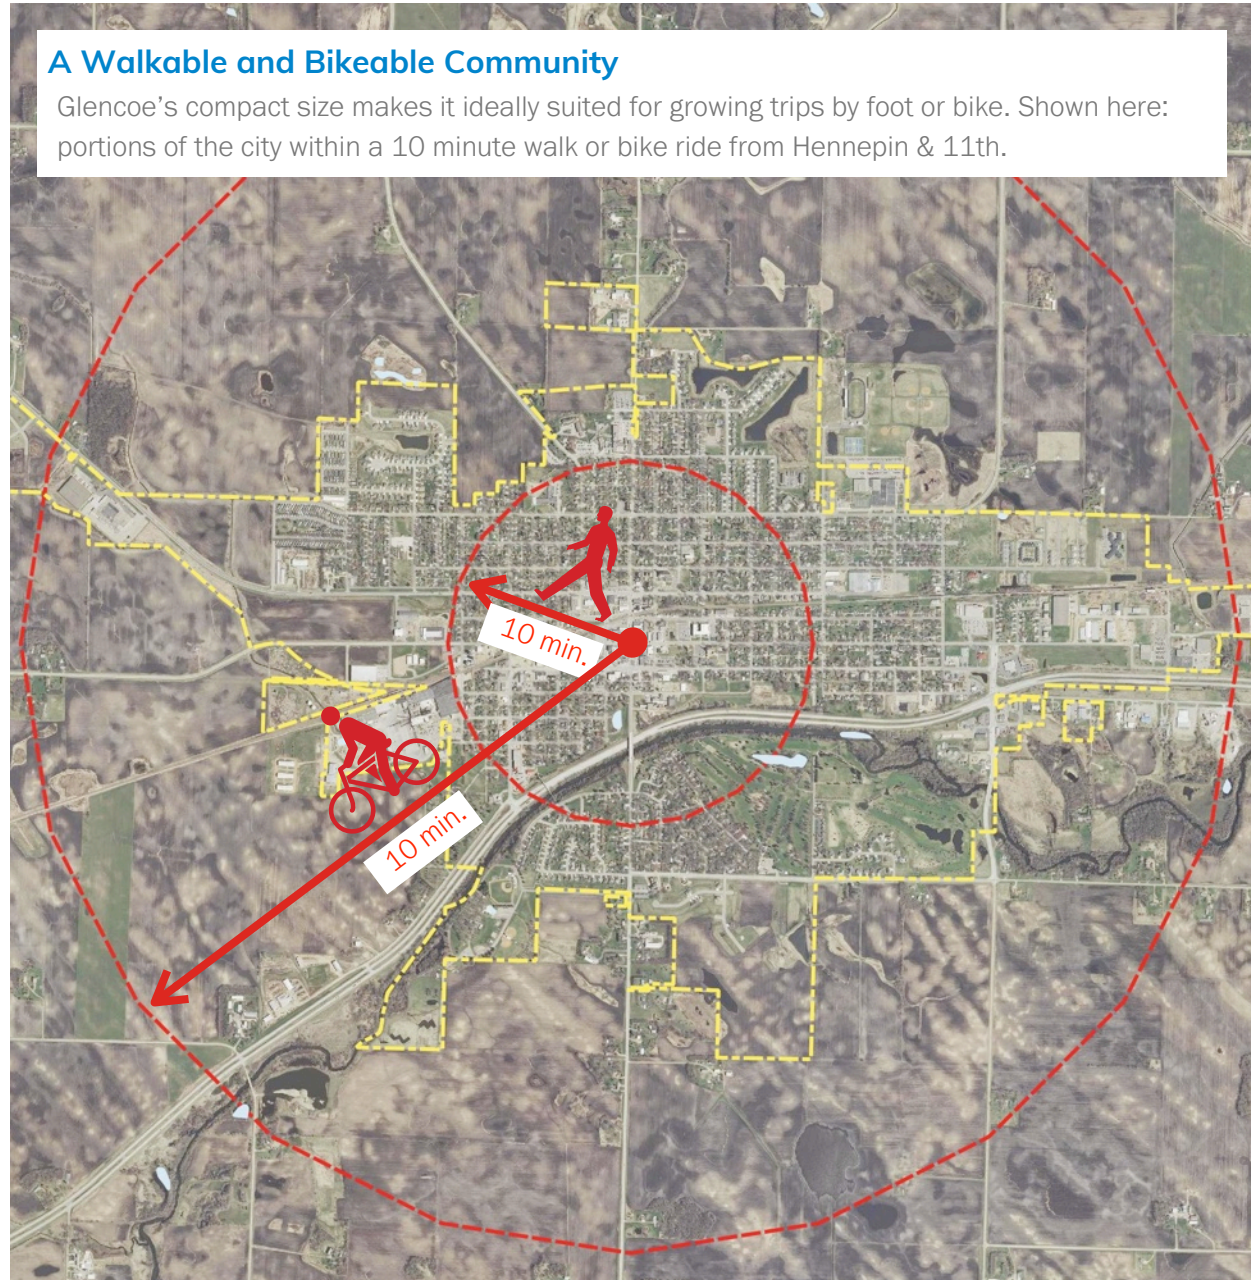 A Walkable and Bikeable Community
Glencoe's compact size makes it ideally suited for growing trips by foot or bike. Shown here:
portions of the city within a 10 minute walk or bike ride from Hennepin & 11th.
10 min.
10 min.